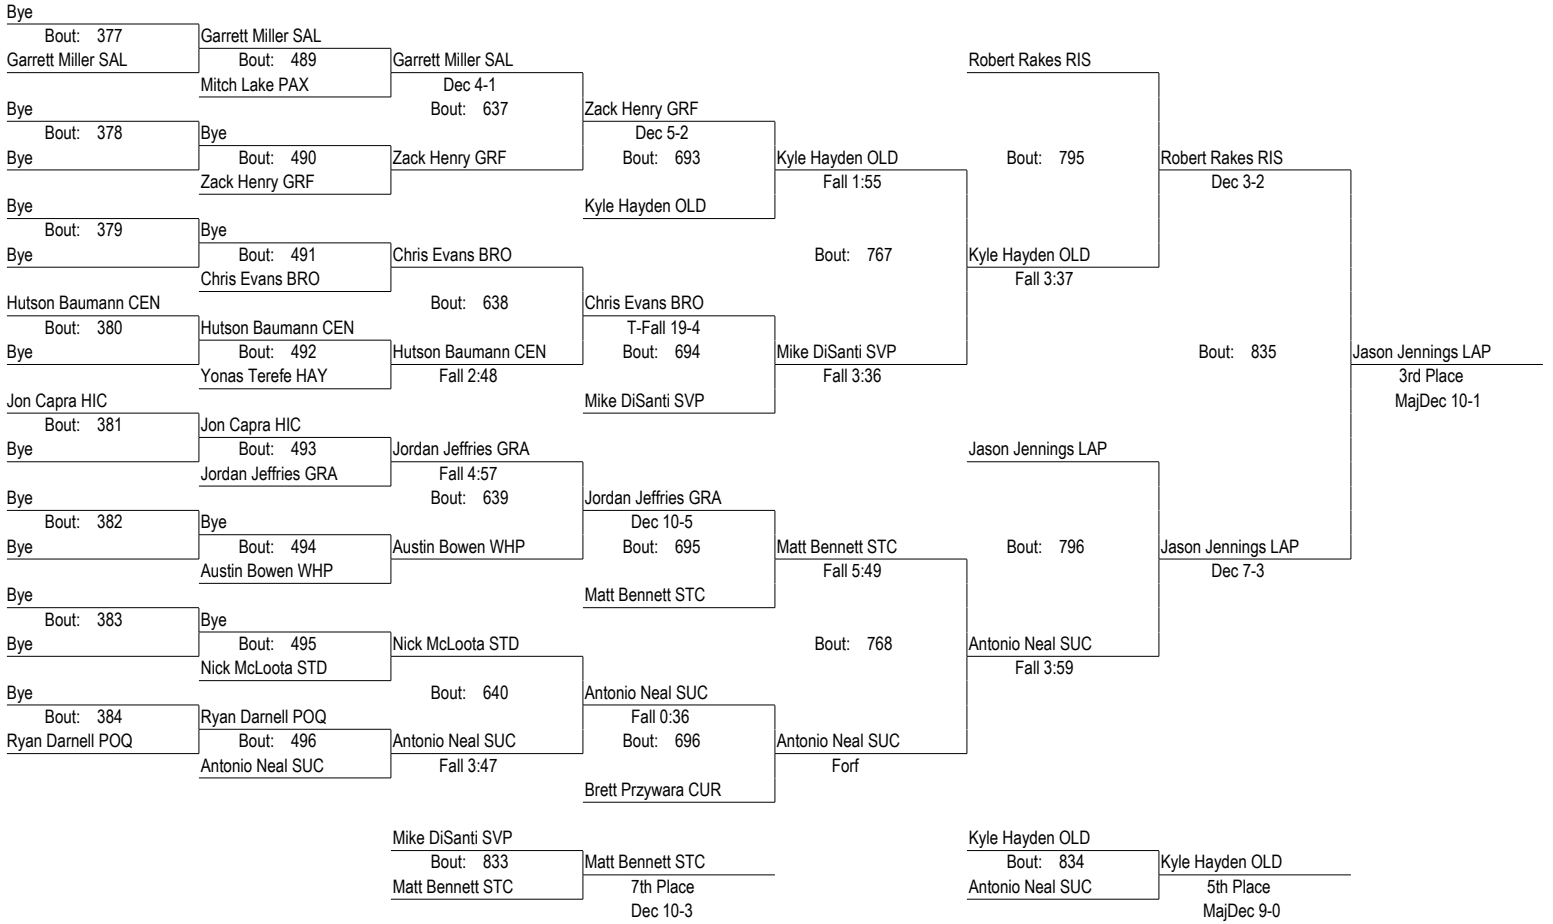 Bye
Bout: 377
Garrett Miller SAL
Garrett Miller SAL
Bout: 489
Garrett Miller SAL
Robert Rakes RIS
Mitch Lake PAX
Dec 4-1
Bye
Bout: 637
Zack Henry GRF
Bout: 378
Bye
Dec 5-2
Bye
Bout: 490
Zack Henry GRF
Bout: 693
Kyle Hayden OLD
Bout: 795
Robert Rakes RIS
Zack Henry GRF
Fall 1:55
Dec 3-2
Bye
Kyle Hayden OLD
Bout: 379
Bye
Bye
Bout: 491
Chris Evans BRO
Bout: 767
Kyle Hayden OLD
Chris Evans BRO
Fall 3:37
Hutson Baumann CEN
Bout: 638
Chris Evans BRO
Bout: 380
Hutson Baumann CEN
T-Fall 19-4
Bye
Bout: 492
Hutson Baumann CEN
Bout: 694
Mike DiSanti SVP
Bout: 835
Jason Jennings LAP
Yonas Terefe HAY
Fall 2:48
Fall 3:36
3rd Place
Jon Capra HIC
Mike DiSanti SVP
MajDec 10-1
Bout: 381
Jon Capra HIC
Bye
Bout: 493
Jordan Jeffries GRA
Jason Jennings LAP
Jordan Jeffries GRA
Fall 4:57
Bye
Bout: 639
Jordan Jeffries GRA
Bout: 382
Bye
Dec 10-5
Bye
Bout: 494
Austin Bowen WHP
Bout: 695
Matt Bennett STC
Bout: 796
Jason Jennings LAP
Austin Bowen WHP
Fall 5:49
Dec 7-3
Bye
Matt Bennett STC
Bout: 383
Bye
Bye
Bout: 495
Nick McLoota STD
Bout: 768
Antonio Neal SUC
Nick McLoota STD
Fall 3:59
Bye
Bout: 640
Antonio Neal SUC
Bout: 384
Ryan Darnell POQ
Fall 0:36
Ryan Darnell POQ
Bout: 496
Antonio Neal SUC
Bout: 696
Antonio Neal SUC
Antonio Neal SUC
Fall 3:47
Forf
Brett Przywara CUR
Mike DiSanti SVP
Kyle Hayden OLD
Bout: 833
Matt Bennett STC
Bout: 834
Kyle Hayden OLD
Matt Bennett STC
7th Place
Antonio Neal SUC
5th Place
Dec 10-3
MajDec 9-0